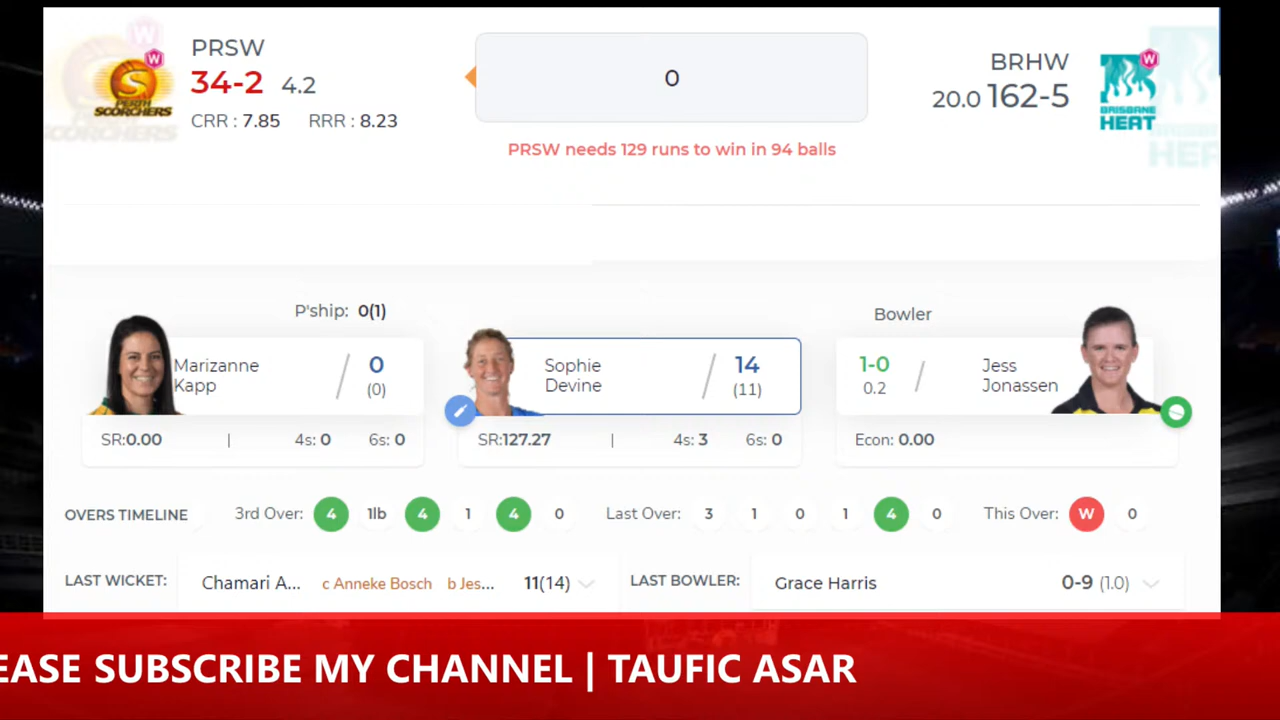 PRSW
34-2 4.2
CRR : 7.85 RRR : 8.23
W
PERTH
SCORCHERS
0
PRSW needs 129 runs to win in 94 balls
BRHW
20.0 162-5
W
BRISBANE
HEAT
P'ship: 0(1)
Marizanne
Kapp
0
(0)
SR:0.00 | 4s: 0 6s: 0
Sophie
Devine
14
(11)
SR:127.27 | 4s: 3 6s: 0
Bowler
1-0
0.2
Jess
Jonassen
Econ: 0.00
OVERS TIMELINE 3rd Over: 4 1lb 4 1 4 0 Last Over: 3 1 0 1 4 0 This Over: W 0
LAST WICKET: Chamari A... c Anneke Bosch b Jes... 11(14) LAST BOWLER: Grace Harris 0-9 (1.0)
EASE SUBSCRIBE MY CHANNEL | TAUFIC ASAR